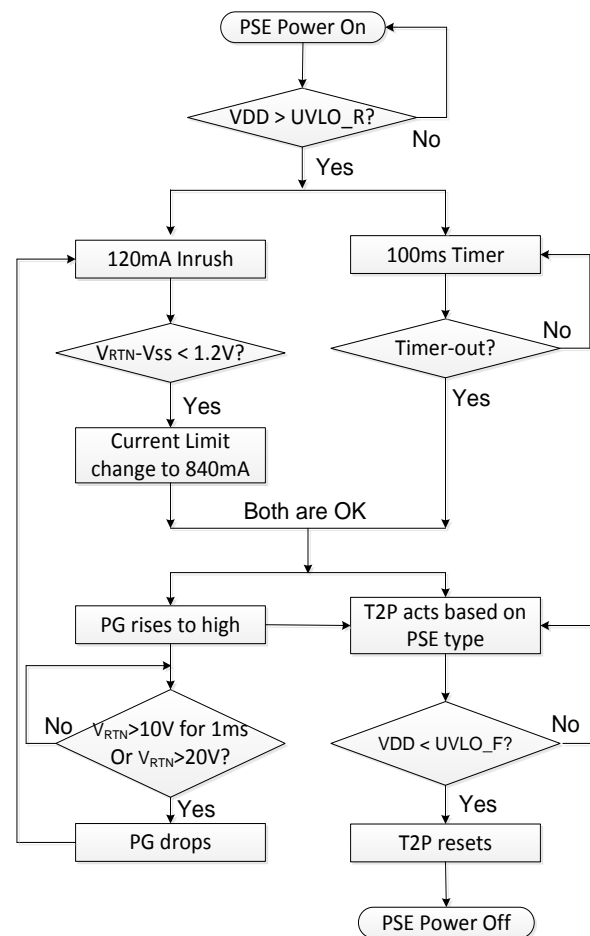 PSE Power On
VDD > UVLO_R?
No
Yes
120mA Inrush
100ms Timer
VRTN-Vss < 1.2V?
Timer-out?
No
Yes
Yes
Current Limit
change to 840mA
Both are OK
PG rises to high
T2P acts based on
PSE type
No
VRTN>10V for 1ms
Or VRTN>20V?
VDD < UVLO_F?
No
Yes
Yes
PG drops
T2P resets
PSE Power Off